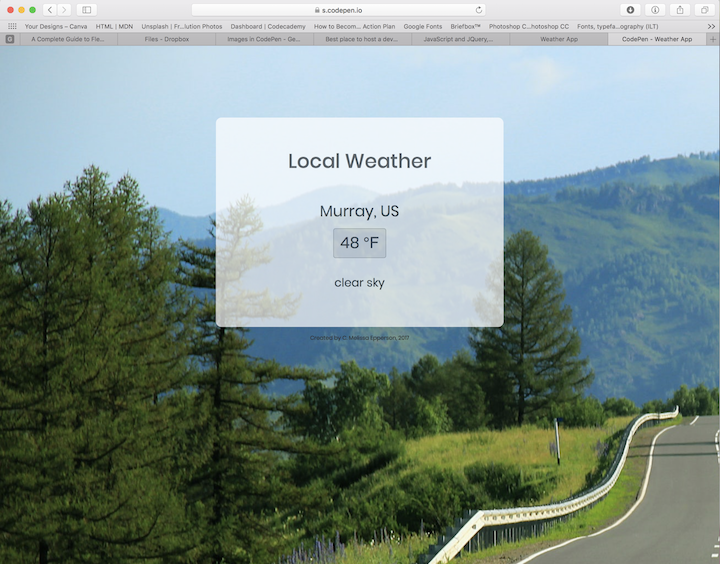 s.codepen.io
Your Designs – Canva HTML | MDN Unsplash | Fr...lution Photos Dashboard | Codecademy How to Becom... Action Plan Google Fonts Briefbox™ Photoshop C...hotoshop CC Fonts, typefa...ography (ILT)
A Complete Guide to Fle... Files – Dropbox Images in CodePen – Ge... Best place to host a dev... JavaScript and JQuery,... Weather App CodePen – Weather App
Local Weather
Murray, US
48 °F
clear sky
Melissa Epperson, 2017